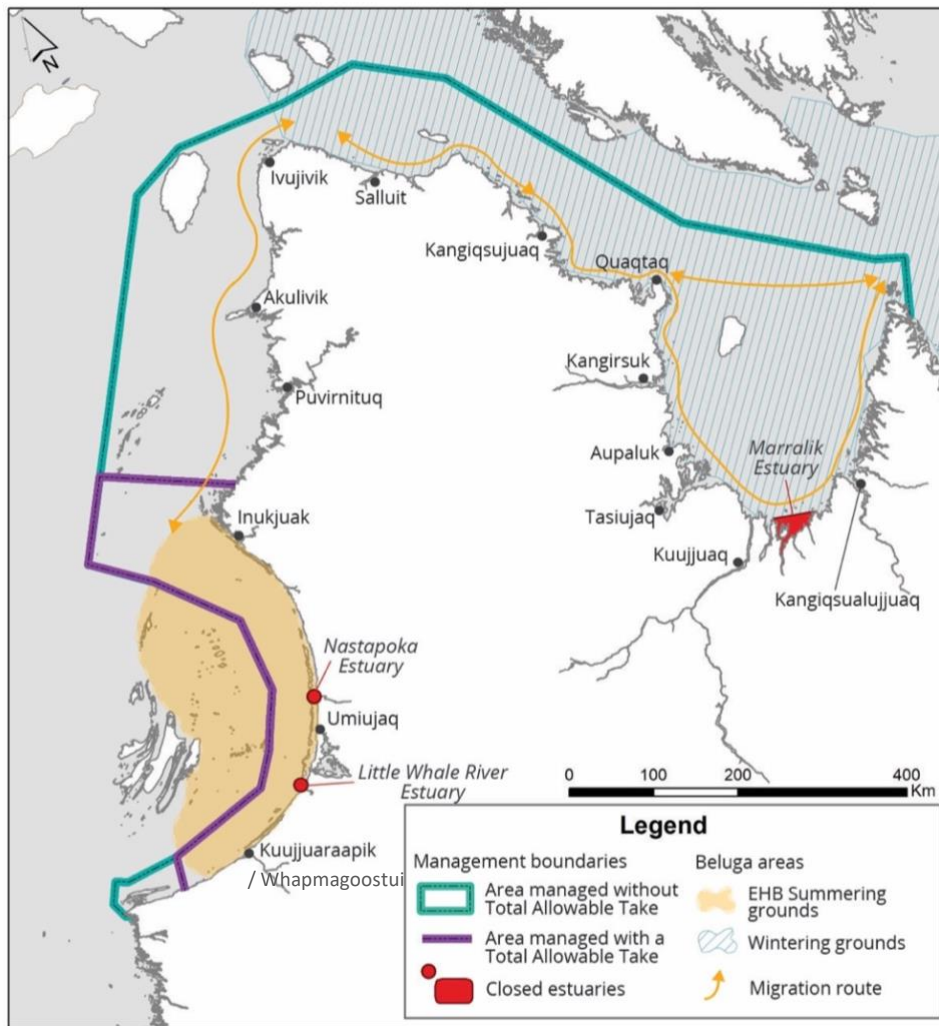 N
Ivujivik
Salluit
Kangiqsujuaq
Quaqtaq
Akulivik
Kangirsuk
Puvirnituq
Aupaluk
Marralik
Estuary
Inukjuak
Tasiujaq
Kuujjuaq
Kangiqsualujjuaq
Nastapoka
Estuary
Umiujaq
Little Whale River
Estuary
0 100 200 400
Km
Kuujjuaraapik
/ Whapmagoostui
Legend
Management boundaries
Area managed without
Total Allowable Take
Area managed with a
Total Allowable Take
Closed estuaries
Beluga areas
EHB Summering
grounds
Wintering grounds
Migration route